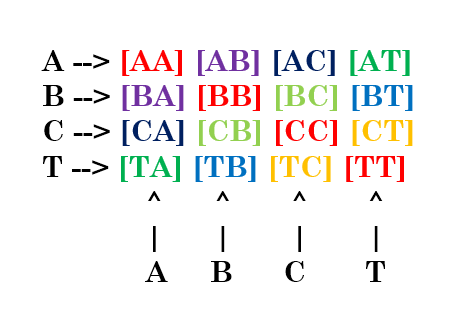 A --> [AA] [AB] [AC] [AT]
B --> [BA] [BB] [BC] [BT]
C --> [CA] [CB] [CC] [CT]
T --> [TA] [TB] [TC] [TT]
^ ^ ^ ^
| | | |
A B C T